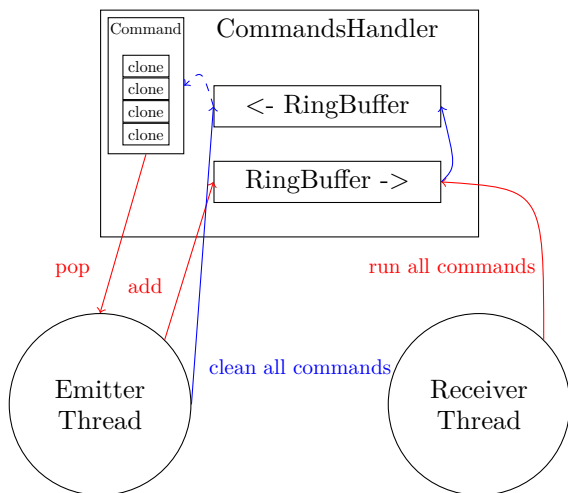 CommandsHandler
Command
clone
clone
clone
clone
<- RingBuffer
RingBuffer ->
pop
add
run all commands
clean all commands
Emitter
Thread
Receiver
Thread